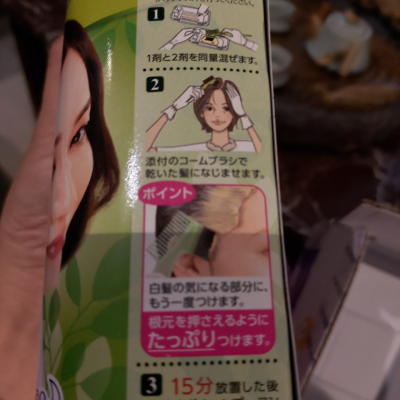 1
1剤と2剤を同量混ぜます。
2
添付のコームブラシで
乾いた髪になじませます。
ポイント
白髪の気になる部分に、
もう一度つけます。
根元を押さえるように
たっぷりつけます。
3 15分放置した後